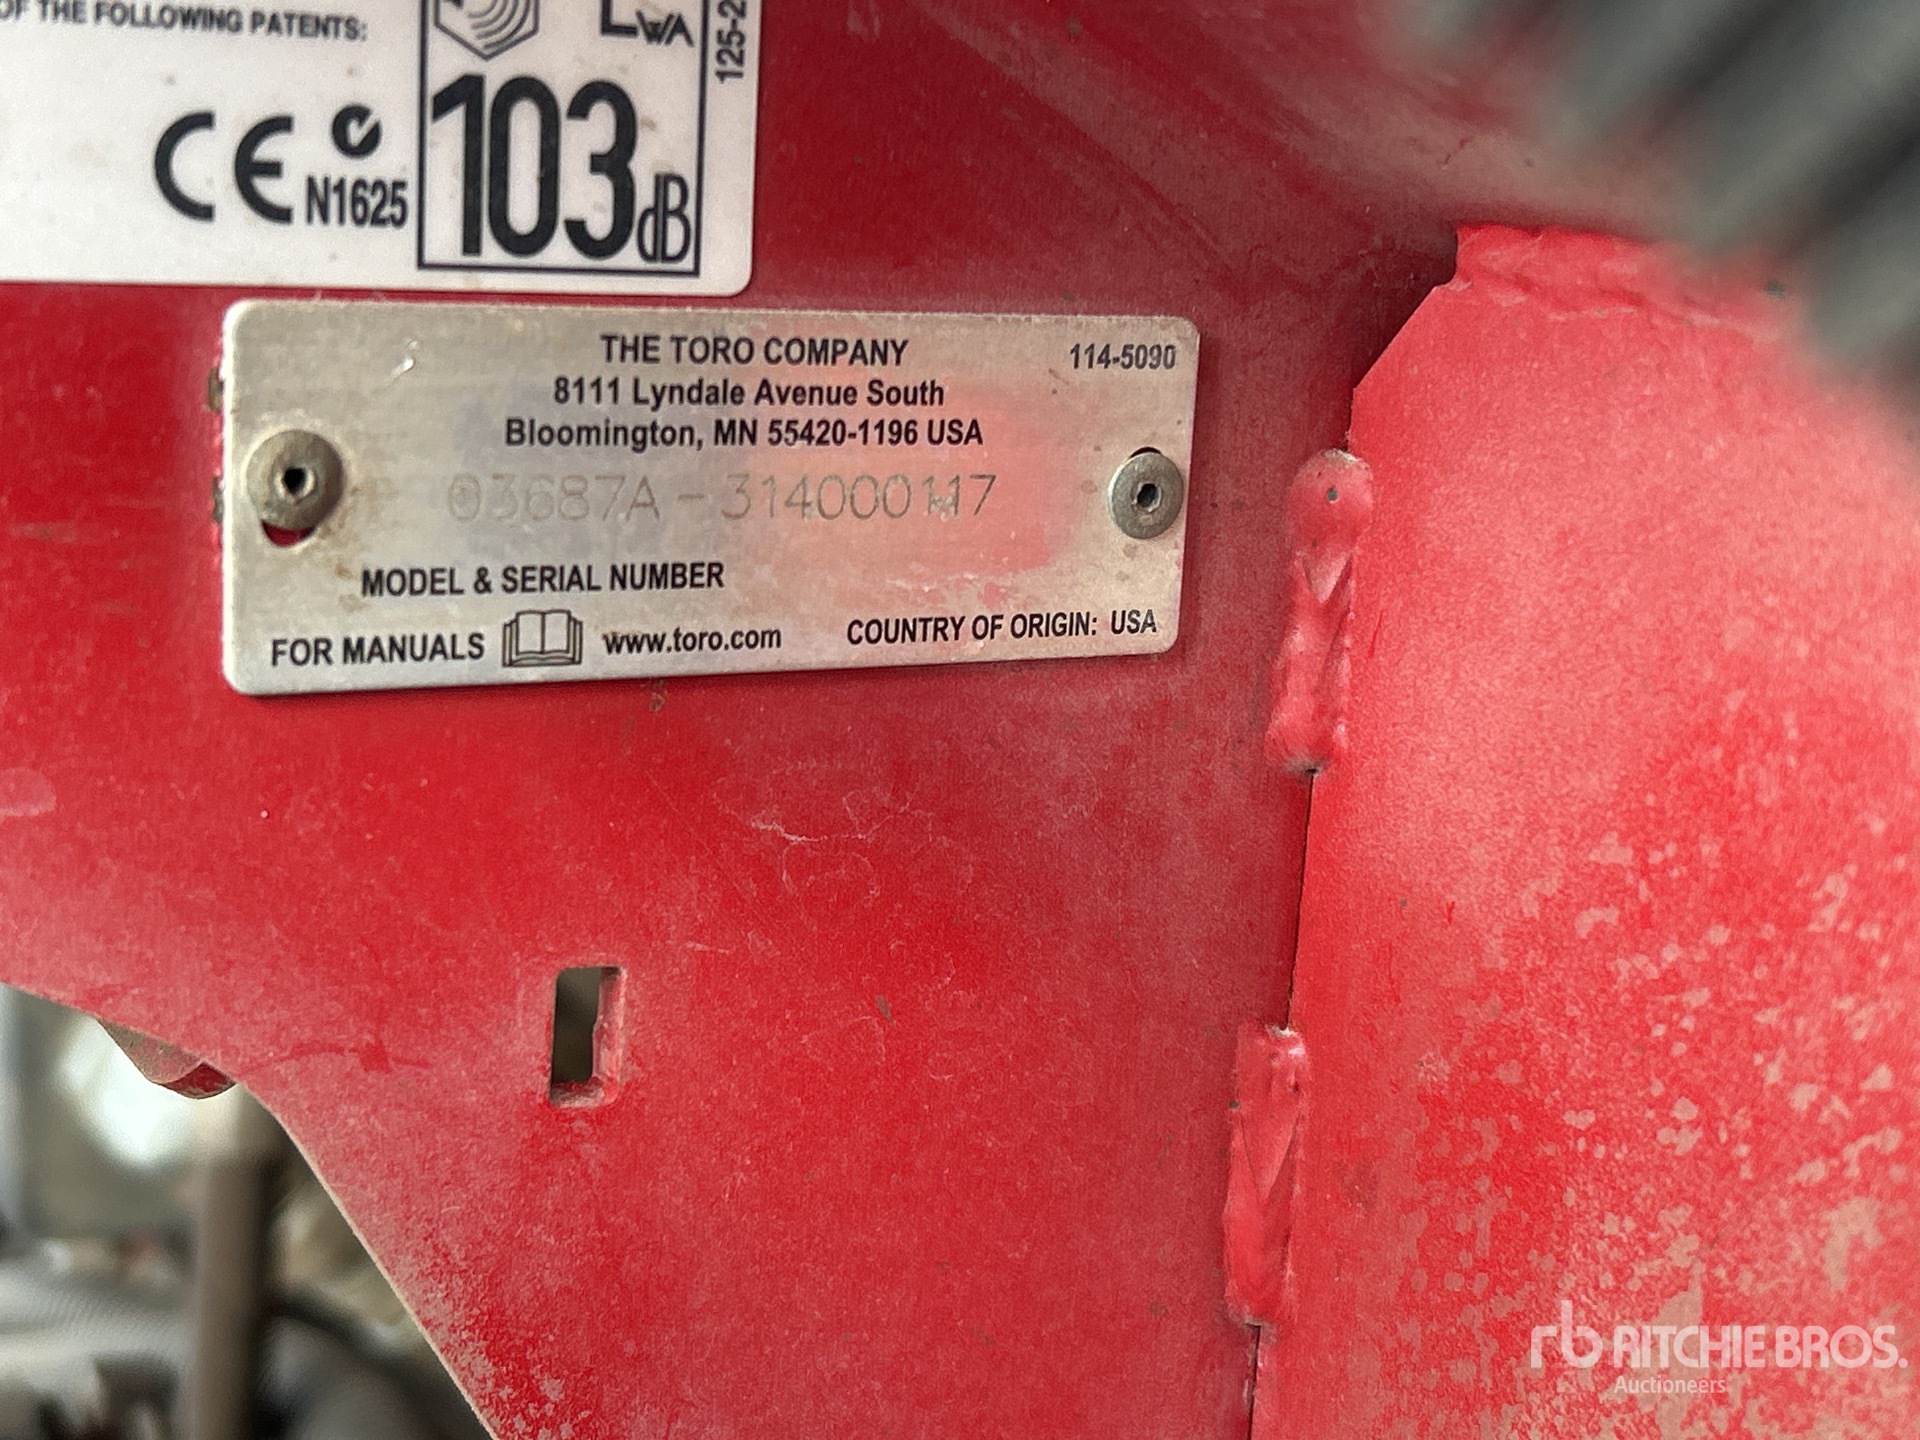 OF THE FOLLOWING PATENTS:
LWA
125-2
CE N1625
103dB
THE TORO COMPANY
114-5090
8111 Lyndale Avenue South
Bloomington, MN 55420-1196 USA
03687A-314000117
MODEL & SERIAL NUMBER
FOR MANUALS www.toro.com
COUNTRY OF ORIGIN: USA
rb RITCHIE BROS.
Auctioneers